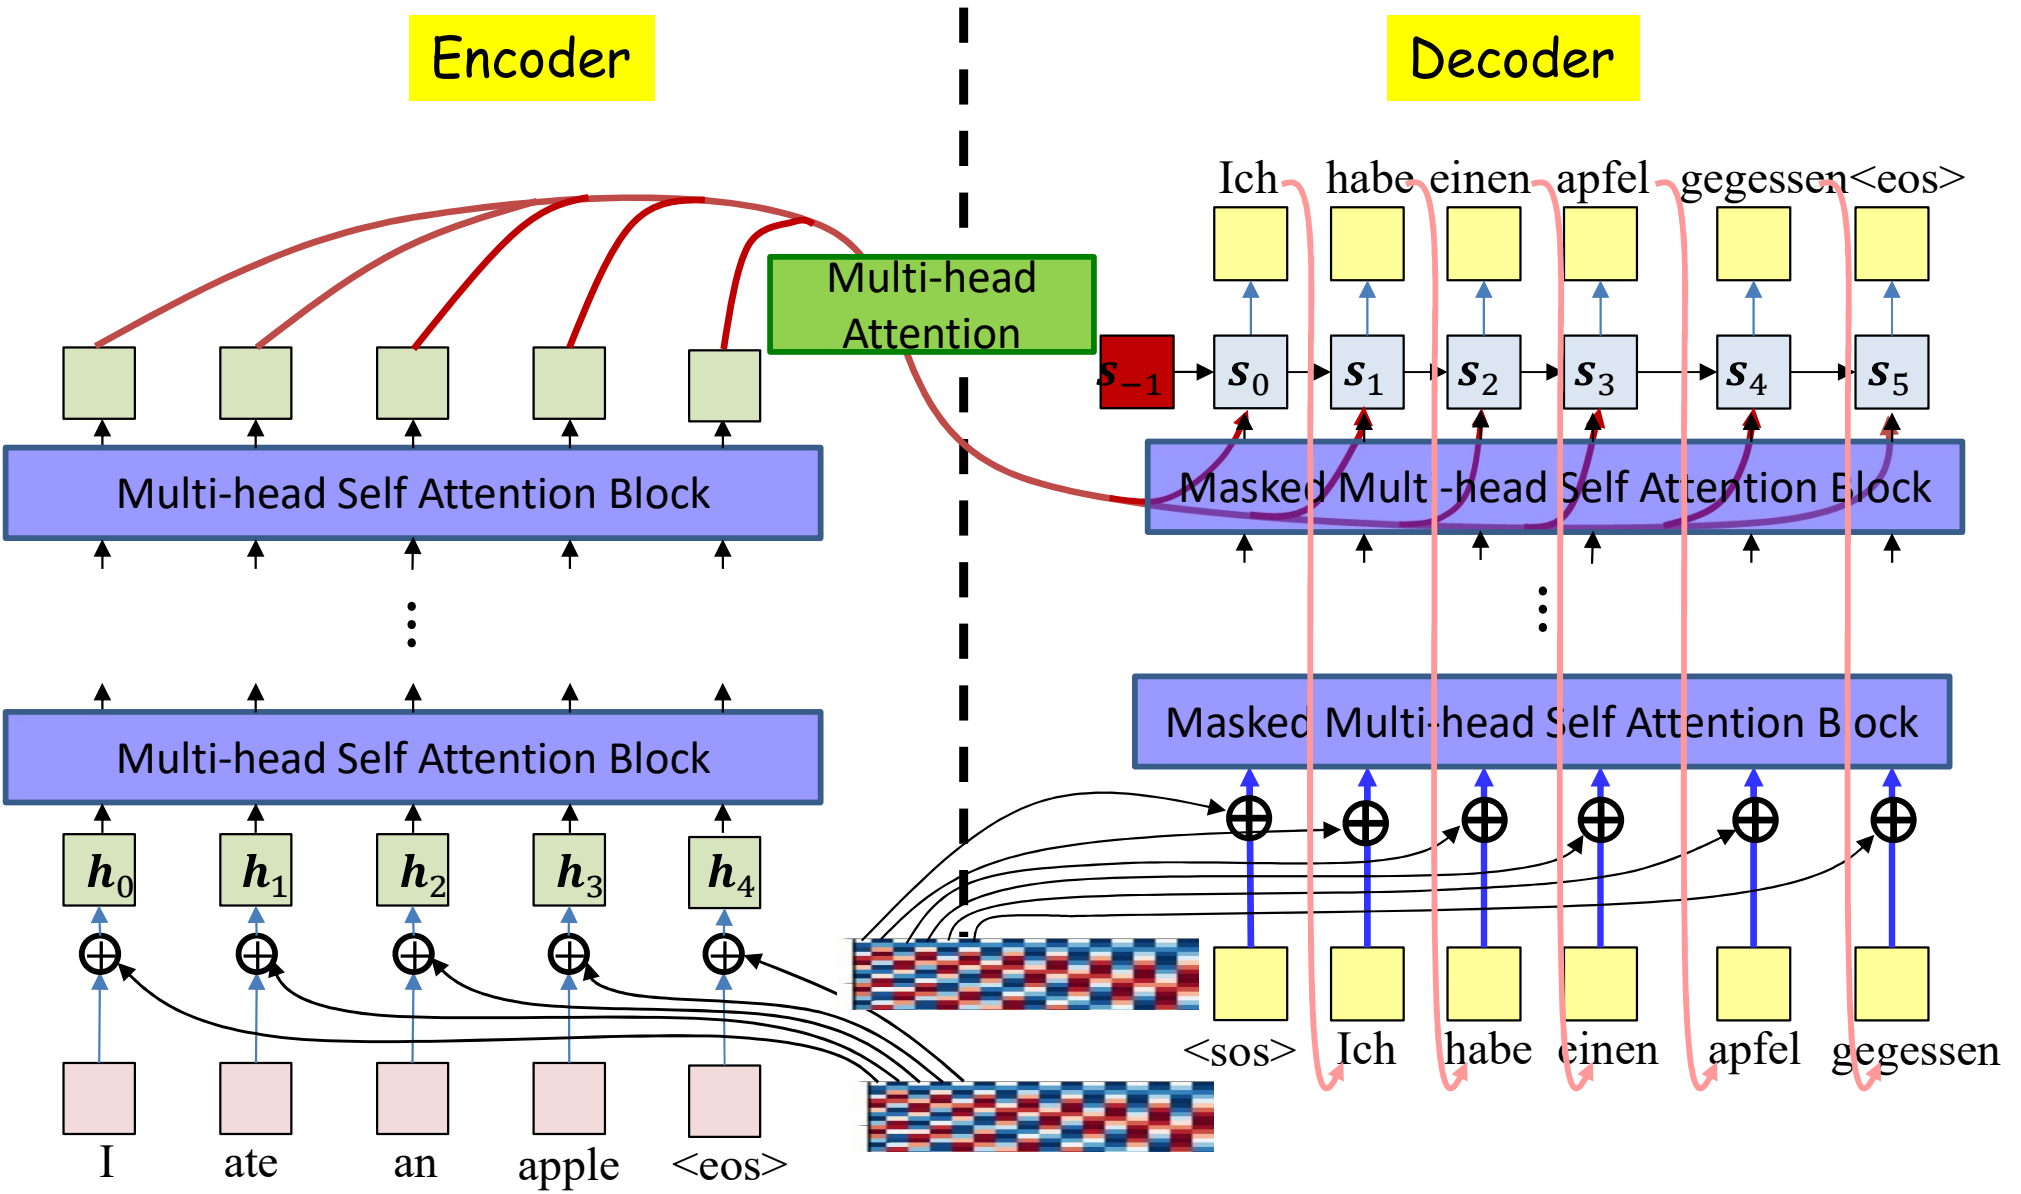 Encoder
Decoder
Ich habe einen apfel gegessen <eos>
Multi-head
Attention
s₋₁ s₀ s₁ s₂ s₃ s₄ s₅
Multi-head Self Attention Block
Masked Multi-head Self Attention Block
⋮
⋮
Multi-head Self Attention Block
Masked Multi-head Self Attention Block
h₀ h₁ h₂ h₃ h₄
<sos> Ich habe einen apfel gegessen
I ate an apple <eos>